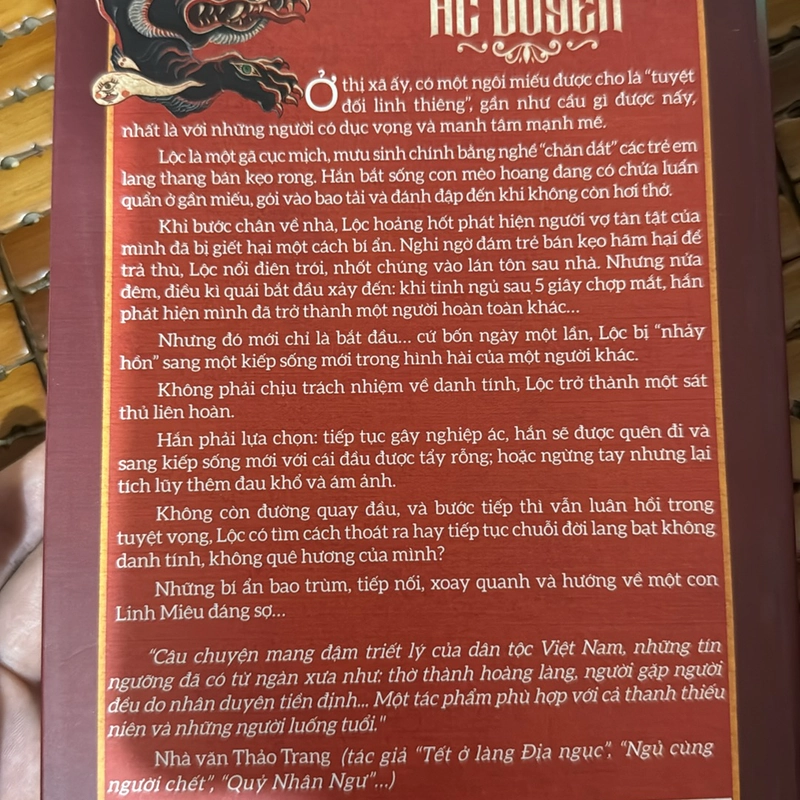 ÁC DUYÊN
Ở thị xã ấy, có một ngôi miếu được cho là “tuyệt
đối linh thiêng”, gần như cầu gì được nấy,
nhất là với những người có dục vọng và manh tâm mạnh mẽ.
Lộc là một gã cục mịch, mưu sinh chính bằng nghề “chăn dắt” các trẻ em
lang thang bán kẹo rong. Hắn bắt sống con mèo hoang đang có chửa luẩn
quẩn ở gần miếu, gói vào bao tải và đánh đập đến khi không còn hơi thở.
Khi bước chân về nhà, Lộc hoảng hốt phát hiện người vợ tàn tật của
mình đã bị giết hại một cách bí ẩn. Nghi ngờ đám trẻ bán kẹo hãm hại để
trả thù, Lộc nổi điên trói, nhốt chúng vào lán tôn sau nhà. Nhưng nửa
đêm, điều kì quái bắt đầu xảy đến: khi tỉnh ngủ sau 5 giây chợp mắt, hắn
phát hiện mình đã trở thành một người hoàn toàn khác...
Nhưng đó mới chỉ là bắt đầu... cứ bốn ngày một lần, Lộc bị “nhảy
hồn” sang một kiếp sống mới trong hình hài của một người khác.
Không phải chịu trách nhiệm về danh tính, Lộc trở thành một sát
thủ liên hoàn.
Hắn phải lựa chọn: tiếp tục gây nghiệp ác, hắn sẽ được quên đi và
sang kiếp sống mới với cái đầu được tẩy rỗng; hoặc ngừng tay nhưng lại
tích lũy thêm đau khổ và ám ảnh.
Không còn đường quay đầu, và bước tiếp thì vẫn luân hồi trong
tuyệt vọng, Lộc có tìm cách thoát ra hay tiếp tục chuỗi đời lang bạt không
danh tính, không quê hương của mình?
Những bí ẩn bao trùm, tiếp nối, xoay quanh và hướng về một con
Linh Miêu đáng sợ...
"Câu chuyện mang đậm triết lý của dân tộc Việt Nam, những tín
ngưỡng đã có từ ngàn xưa như: thờ thành hoàng làng, người gặp người
đều do nhân duyên tiền định... Một tác phẩm phù hợp với cả thanh thiếu
niên và những người luống tuổi."
Nhà văn Thảo Trang (tác giả “Tết ở làng Địa ngục”, “Ngủ cùng
người chết”, “Quỷ Nhân Ngư”...)